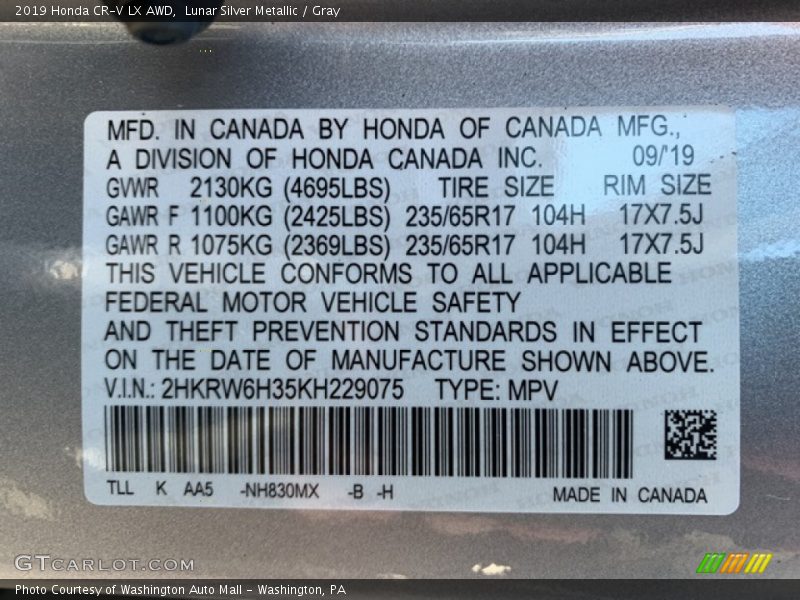 2019 Honda CR-V LX AWD,  Lunar Silver Metallic / Gray
MFD. IN CANADA BY HONDA OF CANADA MFG.,
A DIVISION OF HONDA CANADA INC. 09/'19
GVWR 2130KG (4695LBS) TIRE SIZE RIM SIZE
GAWR F 1100KG (2425LBS) 235/65R17 104H 17X7.5J
GAWR R 1075KG (2369LBS) 235/65R17 104H 17X7.5J
THIS VEHICLE CONFORMS TO ALL APPLICABLE
FEDERAL MOTOR VEHICLE SAFETY
AND THEFT PREVENTION STANDARDS IN EFFECT
ON THE DATE OF MANUFACTURE SHOWN ABOVE.
V.I.N.: 2HKRW6H35KH229075 TYPE: MPV
TLL K AA5 -NH830MX -B -H MADE IN CANADA
GTCARLOT.COM
Photo Courtesy of Washington Auto Mall - Washington, PA